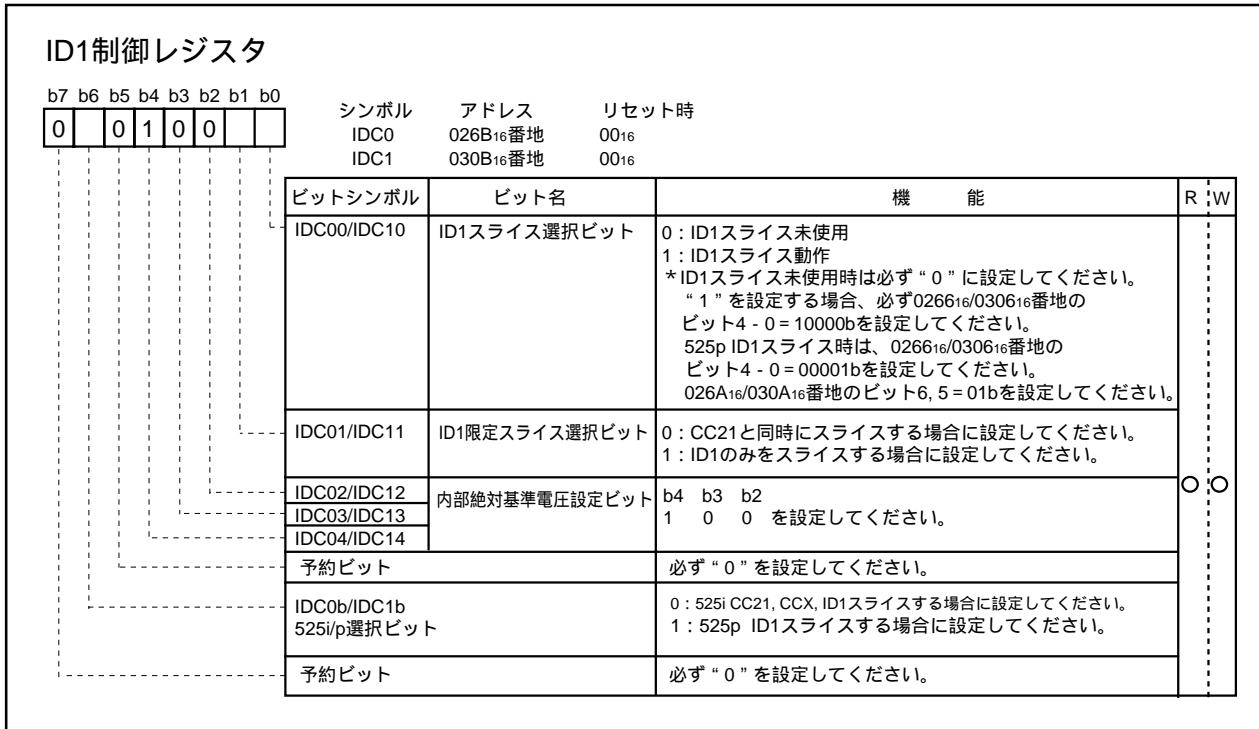 ID1制御レジスタ
b7 b6 b5 b4 b3 b2 b1 b0
0 0 1 0 0
シンボル アドレス リセット時
IDC0 026B16番地 0016
IDC1 030B16番地 0016
ビットシンボル ビット名 機 能 R W
IDC00/IDC10 ID1スライス選択ビット 0：ID1スライス未使用
1：ID1スライス動作
＊ID1スライス未使用時は必ず“0”に設定してください。
“1”を設定する場合、必ず026616/030616番地の
ビット4 - 0 = 10000bを設定してください。
525p ID1スライス時は、026616/030616番地の
ビット4 - 0 = 00001bを設定してください。
026A16/030A16番地のビット6, 5 = 01bを設定してください。
IDC01/IDC11 ID1限定スライス選択ビット 0：CC21と同時にスライスする場合に設定してください。
1：ID1のみをスライスする場合に設定してください。
IDC02/IDC12 内部絶対基準電圧設定ビット b4 b3 b2
IDC03/IDC13 1 0 0 を設定してください。
IDC04/IDC14
予約ビット 必ず“0”を設定してください。
IDC0b/IDC1b 0：525i CC21, CCX, ID1スライスする場合に設定してください。
525i/p選択ビット 1：525p ID1スライスする場合に設定してください。
予約ビット 必ず“0”を設定してください。